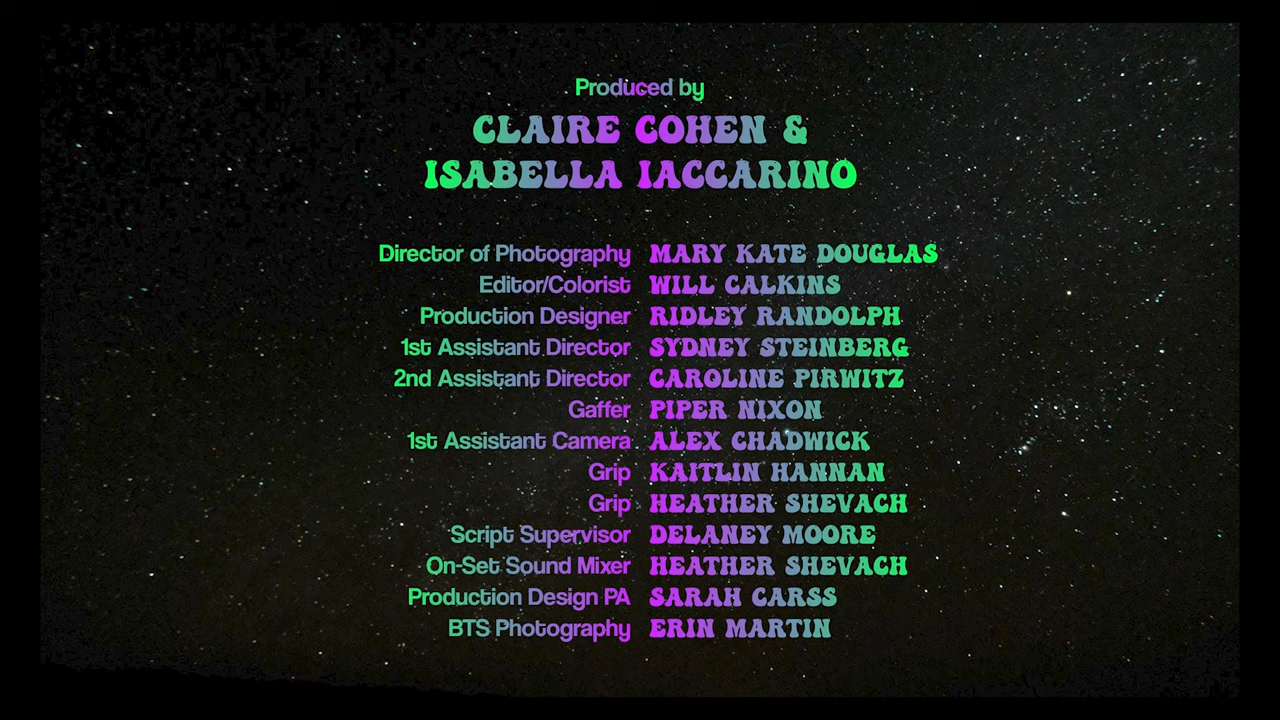 Produced by
CLAIRE COHEN &
ISABELLA IACCARINO
Director of Photography MARY KATE DOUGLAS
Editor/Colorist WILL CALKINS
Production Designer RIDLEY RANDOLPH
1st Assistant Director SYDNEY STEINBERG
2nd Assistant Director CAROLINE PIRWITZ
Gaffer PIPER NIXON
1st Assistant Camera ALEX CHADWICK
Grip KAITLIN HANNAN
Grip HEATHER SHEVACH
Script Supervisor DELANEY MOORE
On-Set Sound Mixer HEATHER SHEVACH
Production Design PA SARAH CARSS
BTS Photography ERIN MARTIN